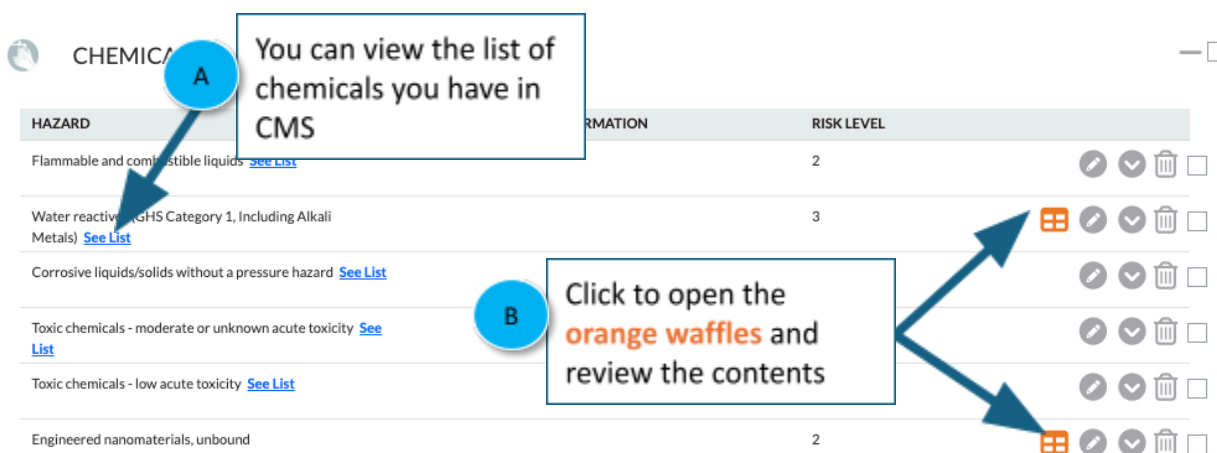 CHEMICA
A
You can view the list of
chemicals you have in
CMS
HAZARD RMATION RISK LEVEL
Flammable and combustible liquids See List 2
Water reactive (GHS Category 1, Including Alkali 3
Metals) See List
Corrosive liquids/solids without a pressure hazard See List
B
Click to open the
orange waffles and
review the contents
Toxic chemicals - moderate or unknown acute toxicity See
List
Toxic chemicals - low acute toxicity See List
Engineered nanomaterials, unbound 2